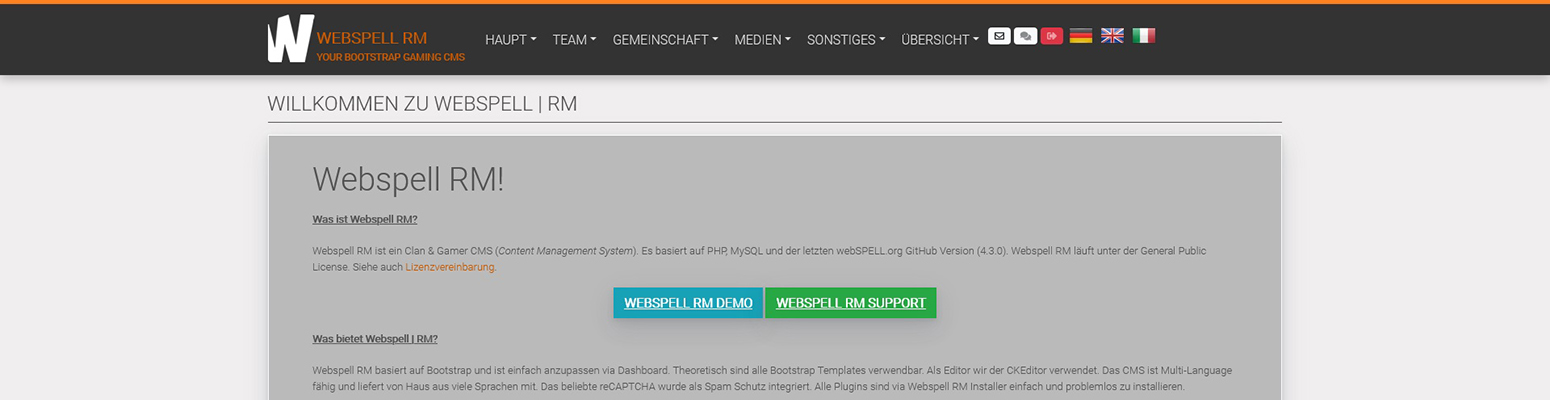 WEBSPELL RM
YOUR BOOTSTRAP GAMING CMS
HAUPT TEAM GEMEINSCHAFT MEDIEN SONSTIGES ÜBERSICHT
WILLKOMMEN ZU WEBSPELL | RM
Webspell RM!
Was ist Webspell RM?
Webspell RM ist ein Clan & Gamer CMS (Content Management System). Es basiert auf PHP, MySQL und der letzten webSPELL.org GitHub Version (4.3.0). Webspell RM läuft unter der General Public
License. Siehe auch Lizenzvereinbarung.
WEBSPELL RM DEMO WEBSPELL RM SUPPORT
Was bietet Webspell | RM?
Webspell RM basiert auf Bootstrap und ist einfach anzupassen via Dashboard. Theoretisch sind alle Bootstrap Templates verwendbar. Als Editor wir der CKEditor verwendet. Das CMS ist Multi-Language
fähig und liefert von Haus aus viele Sprachen mit. Das beliebte reCAPTCHA wurde als Spam Schutz integriert. Alle Plugins sind via Webspell RM Installer einfach und problemlos zu installieren.